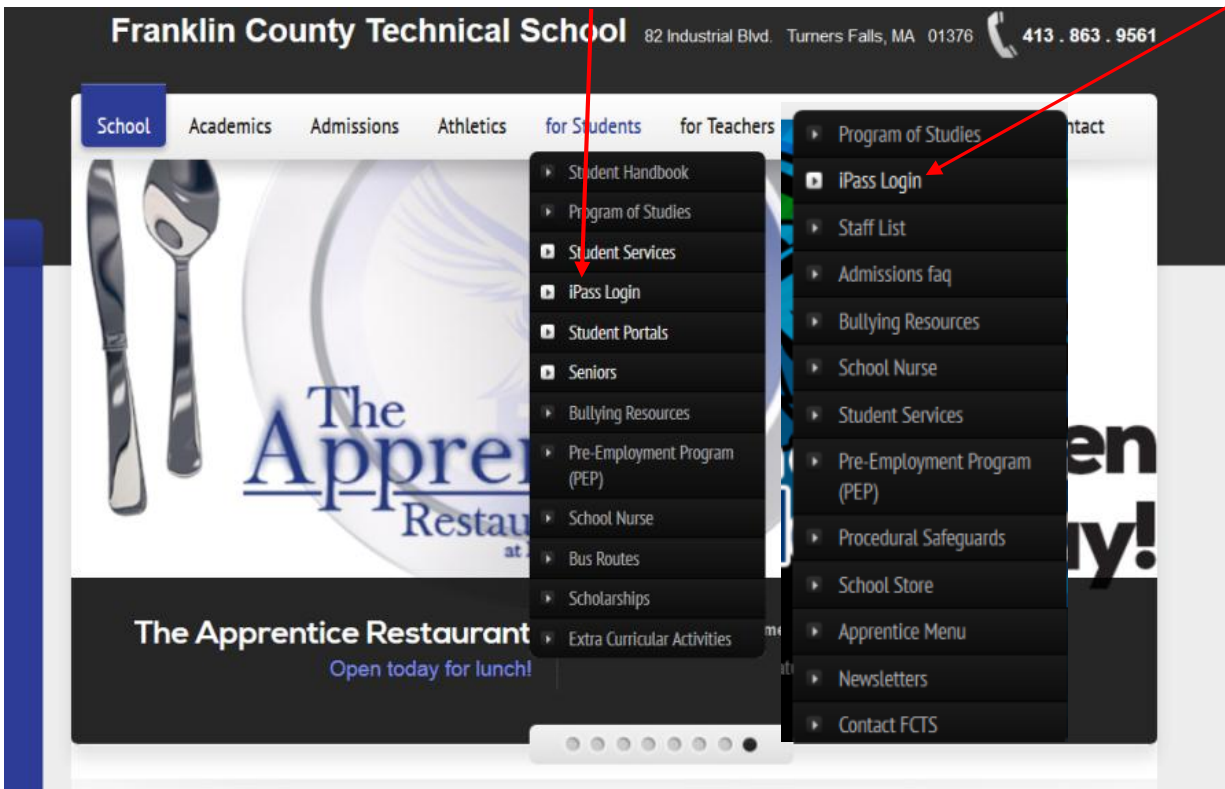 Franklin County Technical School 82 Industrial Blvd. Turners Falls, MA 01376 413 . 863 . 9561
School Academics Admissions Athletics for Students for Teachers
Student Handbook
Program of Studies
Student Services
iPass Login
Student Portals
Seniors
Bullying Resources
Pre-Employment Program
(PEP)
School Nurse
Bus Routes
Scholarships
Extra Curricular Activities
Program of Studies
iPass Login
Staff List
Admissions faq
Bullying Resources
School Nurse
Student Services
Pre-Employment Program
(PEP)
Procedural Safeguards
School Store
Apprentice Menu
Newsletters
Contact FCTS
The
Restau
at
The Apprentice Restaurant
Open today for lunch!